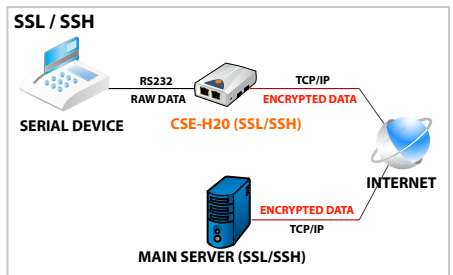 SSL / SSH
RS232
RAW DATA
TCP/IP
ENCRYPTED DATA
SERIAL DEVICE
CSE-H20 (SSL/SSH)
INTERNET
ENCRYPTED DATA
TCP/IP
MAIN SERVER (SSL/SSH)